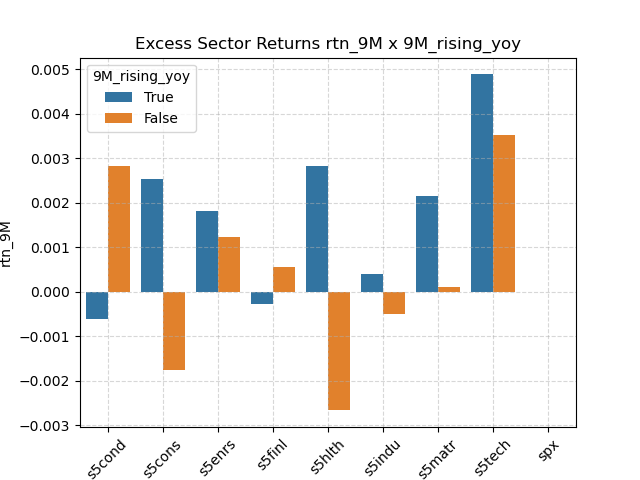 Excess Sector Returns rtn_9M x 9M_rising_yoy
9M_rising_yoy
True
False
0.005
0.004
0.003
0.002
0.001
0.000
−0.001
−0.002
−0.003
rtn_9M
s5cond
s5cons
s5enrs
s5finl
s5hlth
s5indu
s5matr
s5tech
spx